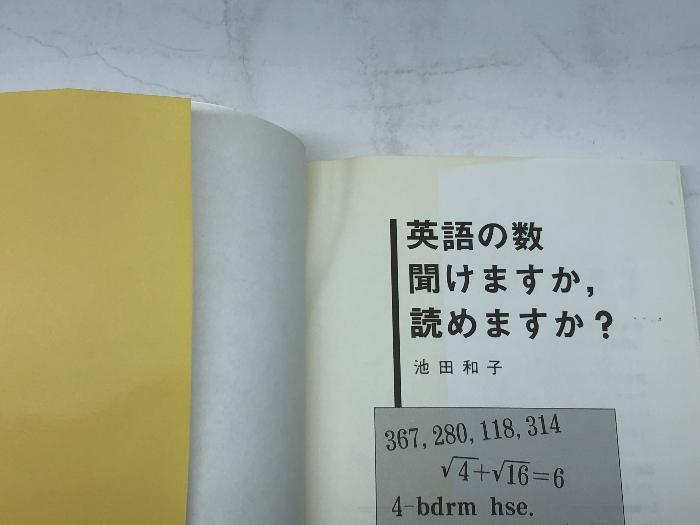 英語の数
聞けますか,
読めますか?
池田和子
367, 280, 118, 314
√4+√16=6
4-bdrm hse.